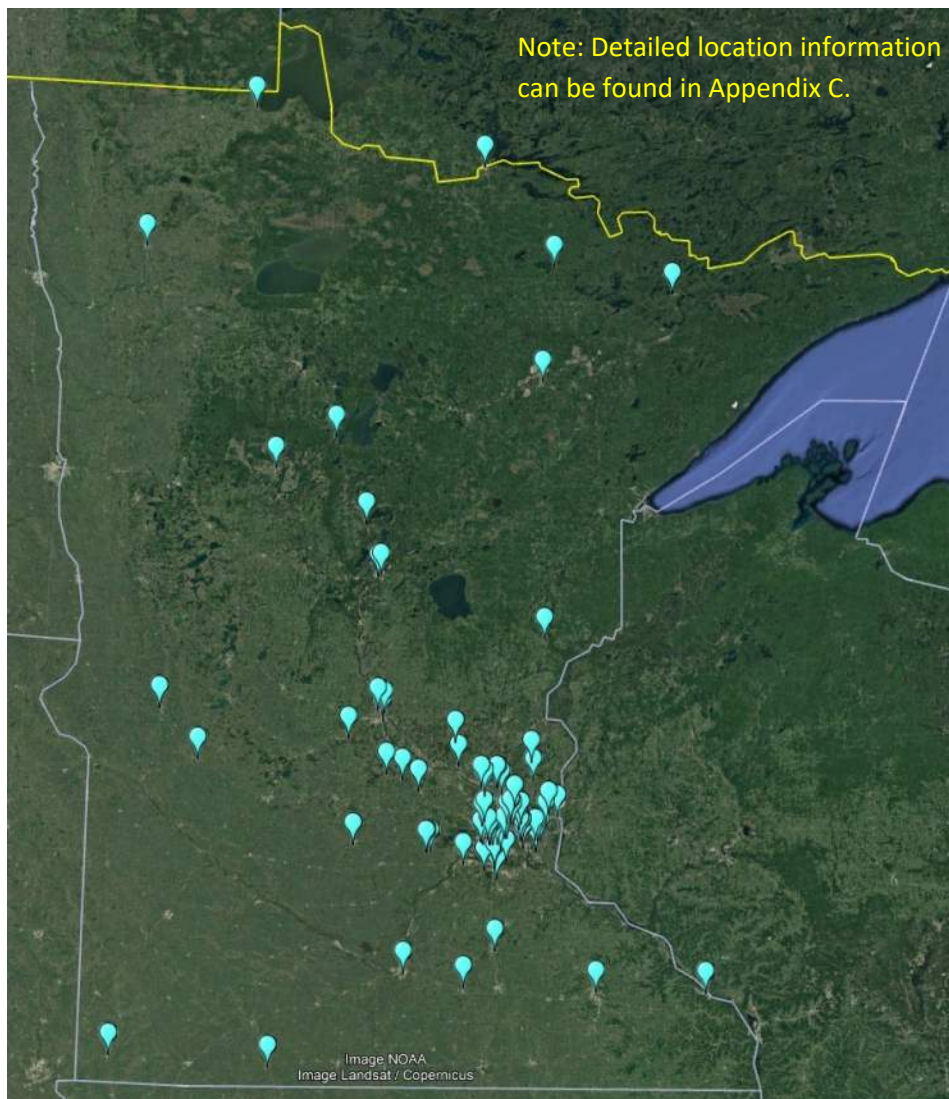 Note: Detailed location information
can be found in Appendix C.
Image NOAA
Image Landsat / Copernicus